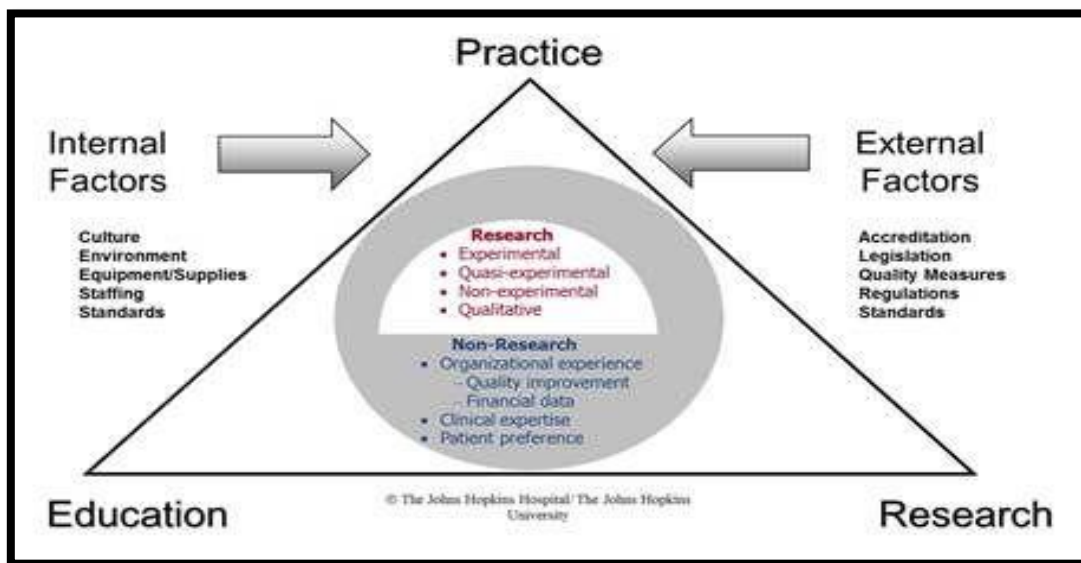 Practice
Internal
Factors
Culture
Environment
Equipment/Supplies
Staffing
Standards
External
Factors
Accreditation
Legislation
Quality Measures
Regulations
Standards
Research
• Experimental
• Quasi-experimental
• Non-experimental
• Qualitative
Non-Research
• Organizational experience
- Quality improvement
- Financial data
• Clinical expertise
• Patient preference
Education
© The Johns Hopkins Hospital/ The Johns Hopkins
University
Research